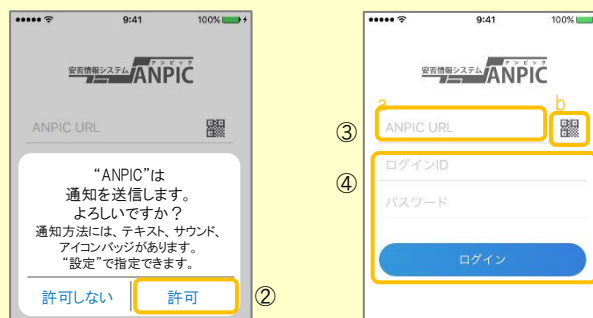 9:41
100%
アンピック
安否情報システム ANPIC
ANPIC URL
“ANPIC”は
通知を送信します。
よろしいですか？
通知方法には、テキスト、サウンド、
アイコンバッジがあります。
“設定”で指定できます。
許可しない
許可
②
9:41
100%
アンピック
安否情報システム ANPIC
a
b
③
ANPIC URL
④
ログインID
パスワード
ログイン